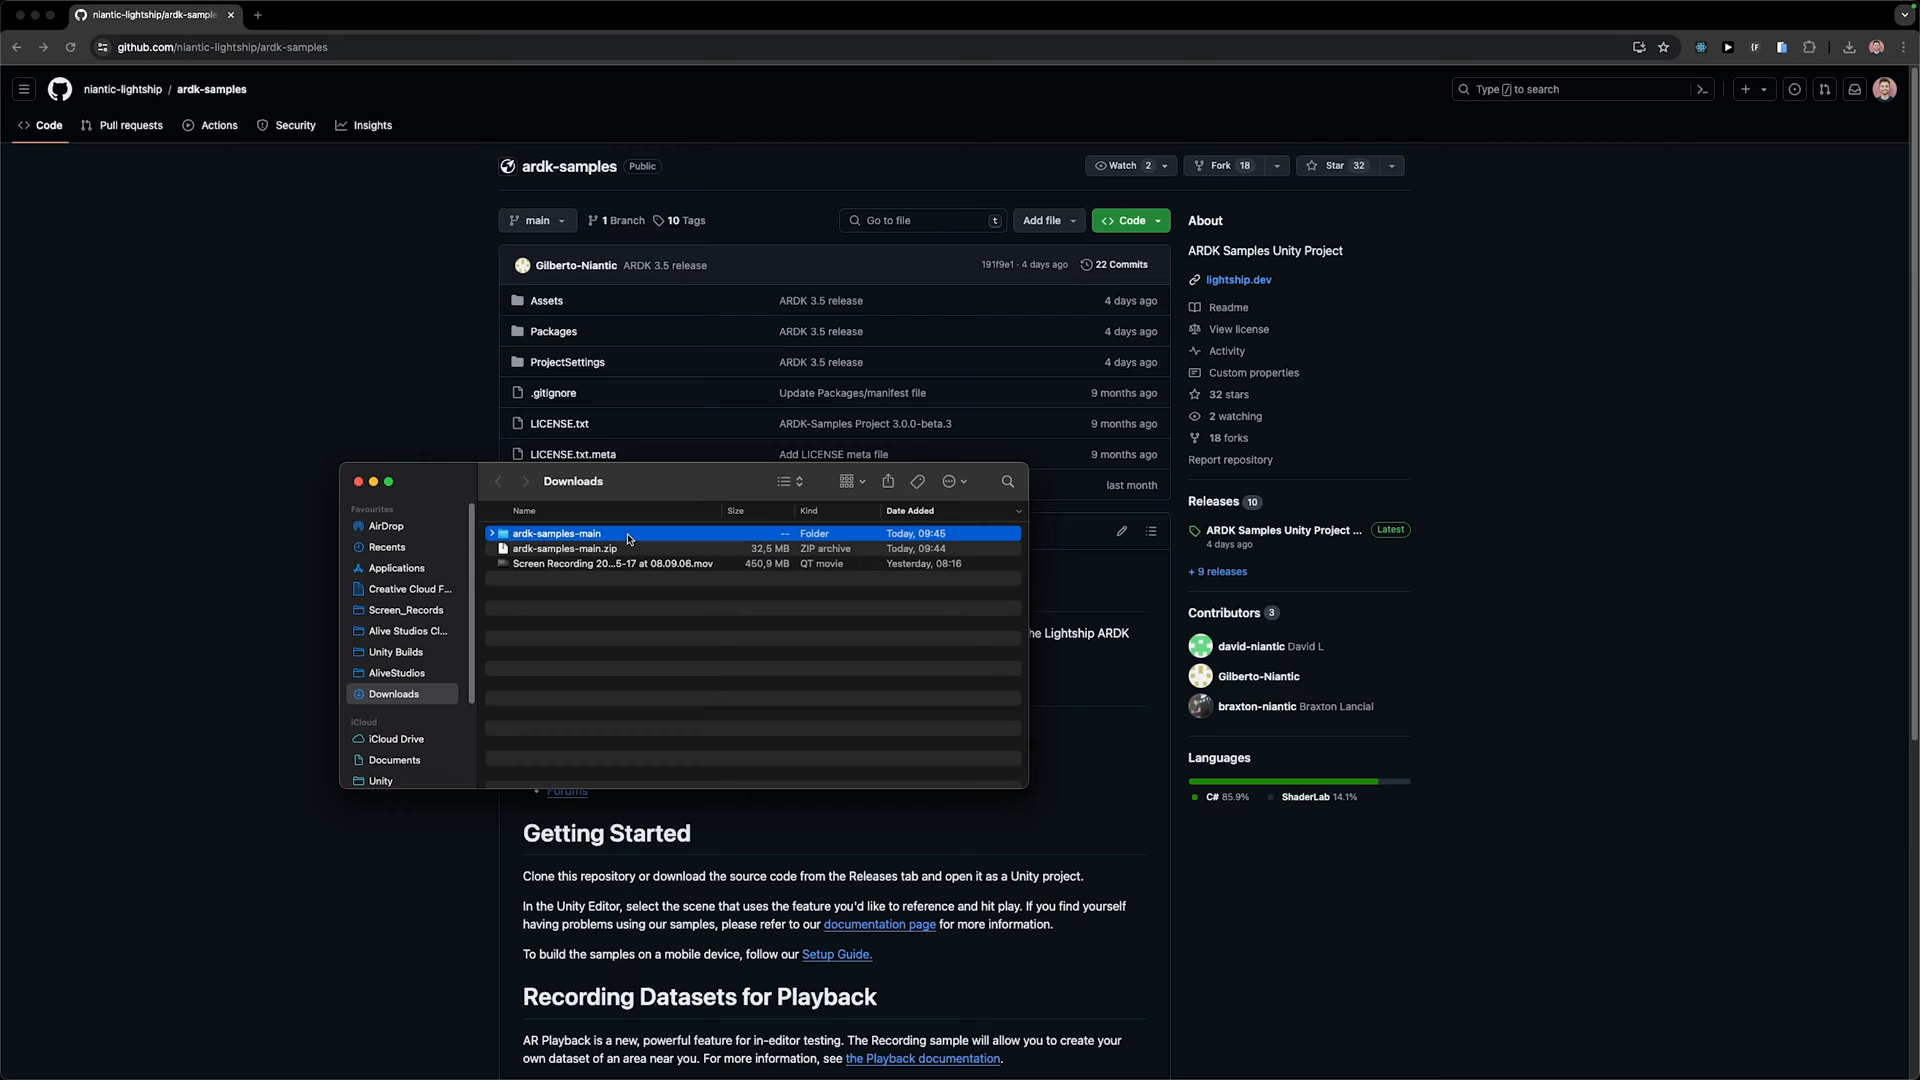 niantic-lightship/ardk-sample
github.com/niantic-lightship/ardk-samples
niantic-lightship / ardk-samples
Type / to search
Code
Pull requests
Actions
Security
Insights
ardk-samples Public
Watch 2
Fork 18
Star 32
main
1 Branch
10 Tags
Go to file
t
Add file
Code
Gilberto-Niantic ARDK 3.5 release
191f9e1 · 4 days ago
22 Commits
Assets ARDK 3.5 release 4 days ago
Packages ARDK 3.5 release 4 days ago
ProjectSettings ARDK 3.5 release 4 days ago
.gitignore Update Packages/manifest file 9 months ago
LICENSE.txt ARDK-Samples Project 3.0.0-beta.3 9 months ago
LICENSE.txt.meta Add LICENSE meta file 9 months ago
last month
he Lightship ARDK
Forums
Getting Started
Clone this repository or download the source code from the Releases tab and open it as a Unity project.
In the Unity Editor, select the scene that uses the feature you'd like to reference and hit play. If you find yourself
having problems using our samples, please refer to our documentation page for more information.
To build the samples on a mobile device, follow our Setup Guide.
Recording Datasets for Playback
AR Playback is a new, powerful feature for in-editor testing. The Recording sample will allow you to create your
own dataset of an area near you. For more information, see the Playback documentation.
About
ARDK Samples Unity Project
lightship.dev
Readme
View license
Activity
Custom properties
32 stars
2 watching
18 forks
Report repository
Releases 10
ARDK Samples Unity Project ... Latest
4 days ago
+ 9 releases
Contributors 3
david-niantic David L
Gilberto-Niantic
braxton-niantic Braxton Lancial
Languages
C# 85.9%
ShaderLab 14.1%
Downloads
Favourites
AirDrop
Recents
Applications
Creative Cloud F...
Screen_Records
Alive Studios Cl...
Unity Builds
AliveStudios
Downloads
iCloud
iCloud Drive
Documents
Unity
Name Size Kind Date Added
ardk-samples-main -- Folder Today, 09:45
ardk-samples-main.zip 32,5 MB ZIP archive Today, 09:44
Screen Recording 20...5-17 at 08.09.06.mov 450,9 MB QT movie Yesterday, 08:16